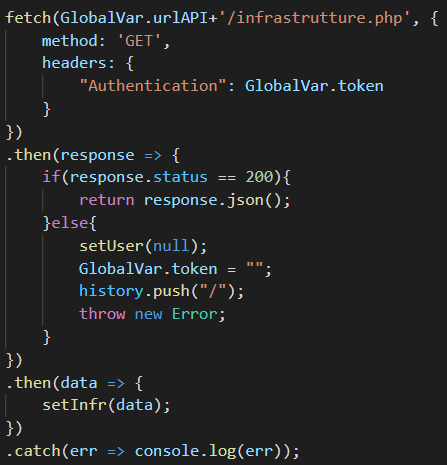 fetch(GlobalVar.urlAPI+'/infrastrutture.php', {
    method: 'GET',
    headers: {
        "Authentication": GlobalVar.token
    }
})
.then(response => {
    if(response.status == 200){
        return response.json();
    }else{
        setUser(null);
        GlobalVar.token = "";
        history.push("/");
        throw new Error;
    }
})
.then(data => {
    setInfr(data);
})
.catch(err => console.log(err));